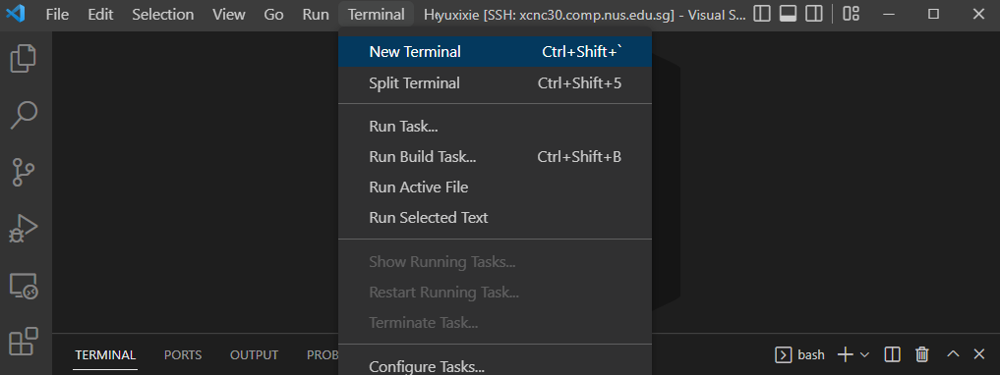 File Edit Selection View Go Run Terminal Hyuxixie [SSH: xcnc30.comp.nus.edu.sg] - Visual S...
New Terminal Ctrl+Shift+`
Split Terminal Ctrl+Shift+5
Run Task...
Run Build Task... Ctrl+Shift+B
Run Active File
Run Selected Text
Show Running Tasks...
Restart Running Task...
Terminate Task...
Configure Tasks...
TERMINAL PORTS OUTPUT PROB
bash